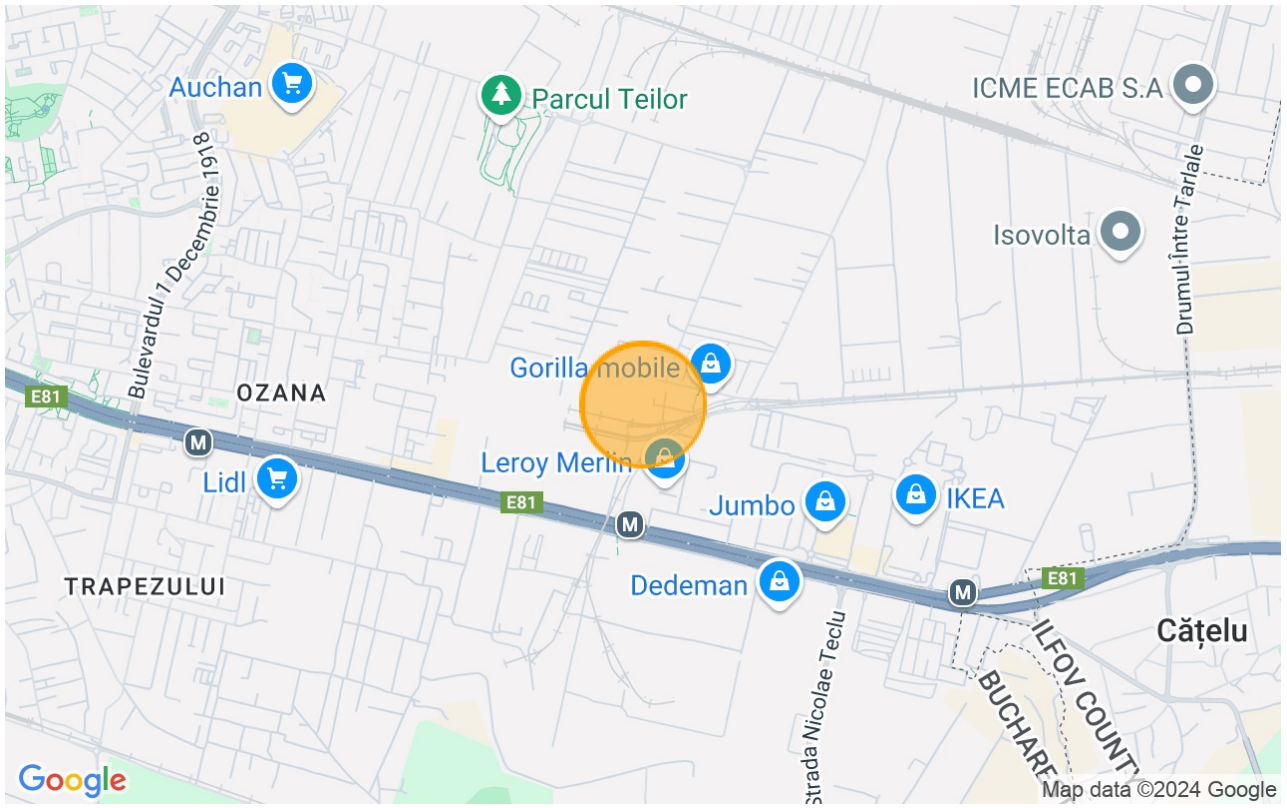 Auchan
Parcul Teilor
ICME ECAB S.A
Bulevardul 1 Decembrie 1918
Drumul Între Tarlale
Isovolta
Gorilla mobile
E81
OZANA
M
Leroy Merlin
Lidl
E81
Jumbo
IKEA
M
TRAPEZULUI
Dedeman
M
E81
Cățelu
Strada Nicolae Teclu
ILFOV COUNTY
BUCHARE
Google
Map data ©2024 Google